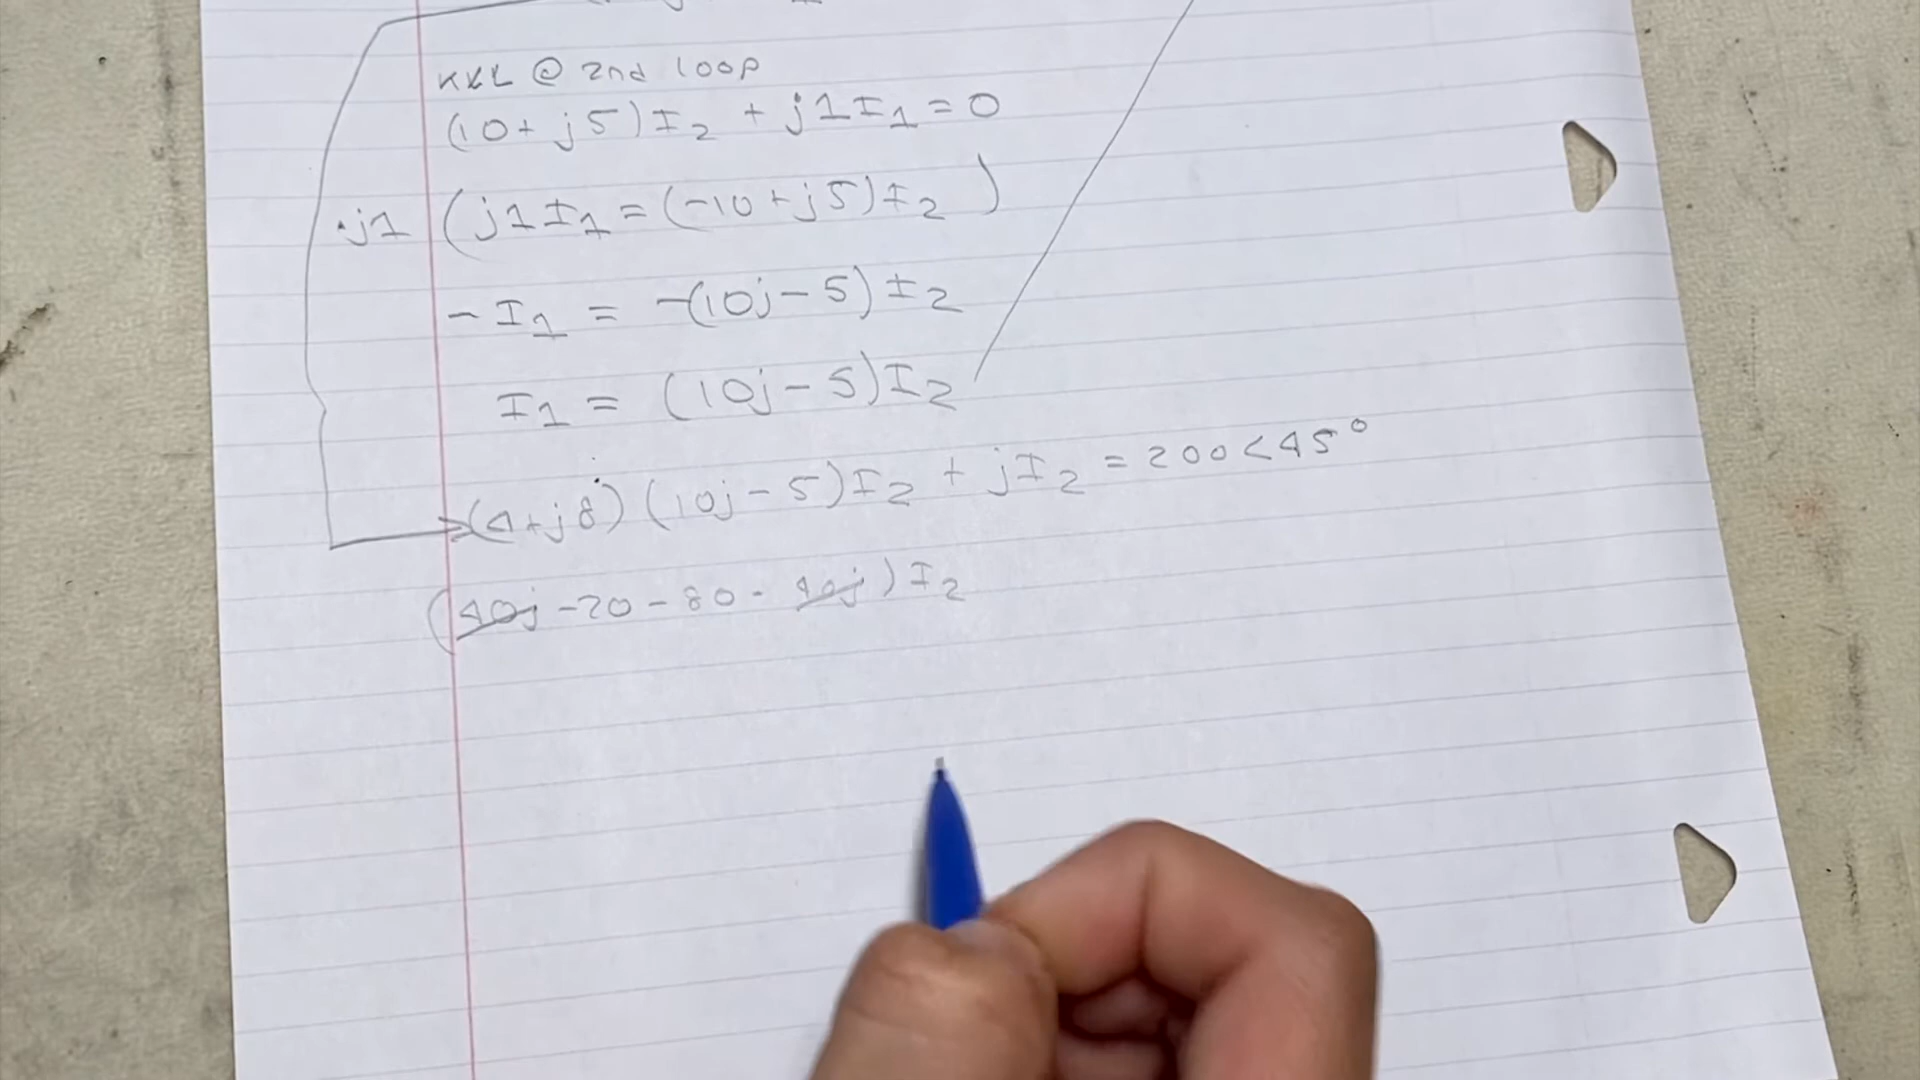 KVL @ 2nd loop
(10+j5)I2 + j1I1=0
·j1 (j1I1=(-10+j5)I2)
-I1 = -(10j-5)I2
I1 = (10j-5)I2
(4+j8)(10j-5)I2 + jI2 = 200<45°
(40j-20-80-40j)I2